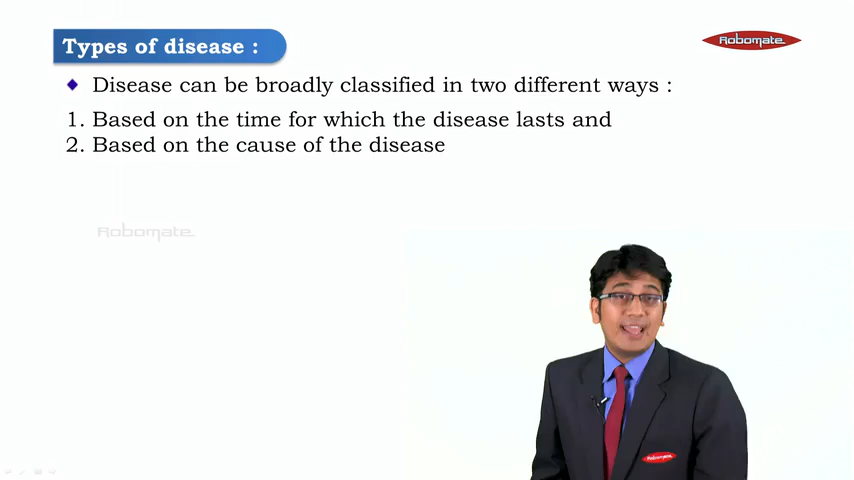 Types of disease :
Robomate
Disease can be broadly classified in two different ways :
1. Based on the time for which the disease lasts and
2. Based on the cause of the disease
Robomate
Robomate